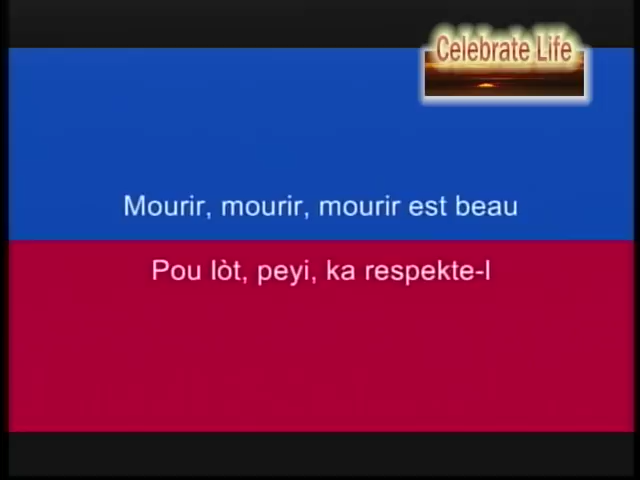 Celebrate Life
Mourir, mourir, mourir est beau
Pou lòt, peyi, ka respekte-l